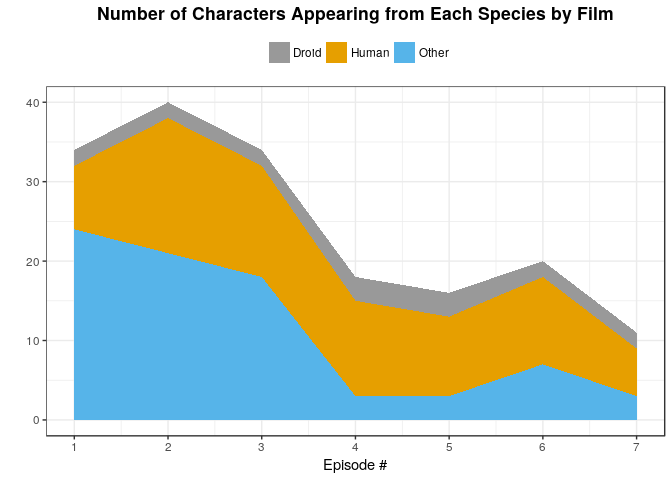 Number of Characters Appearing from Each Species by Film
Droid Human Other
40
30
20
10
0
1 2 3 4 5 6 7
Episode #